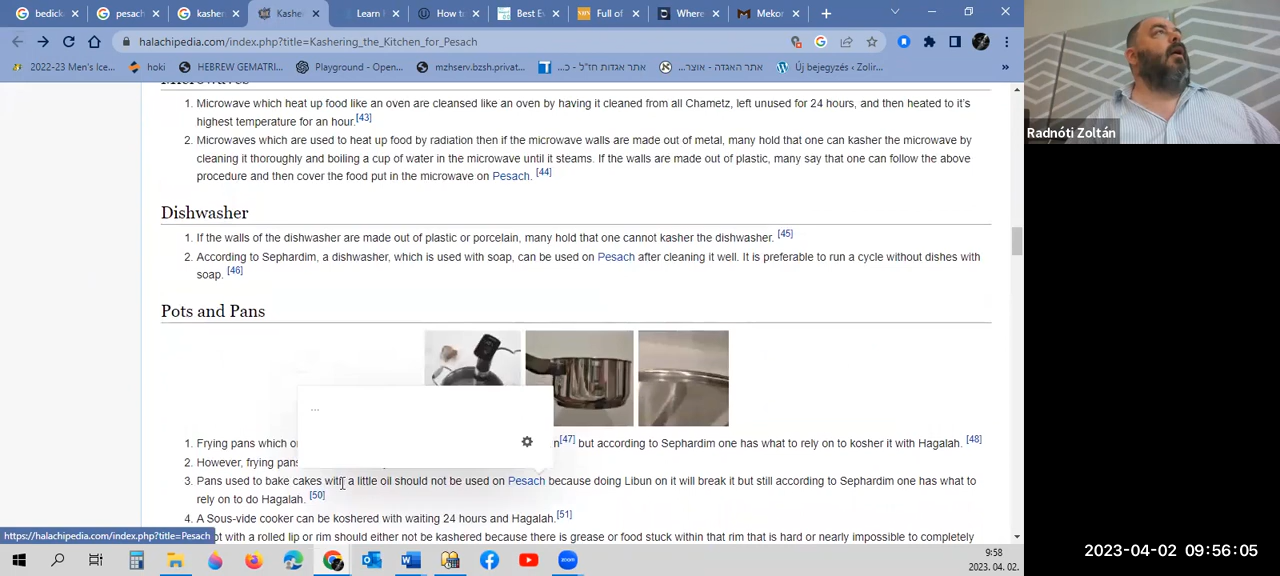 bedick
pesach
kasher
Kasher
Learn
How t
Best E
Full of
Where
Mekor
halachipedia.com/index.php?title=Kashering_the_Kitchen_for_Pesach
2022-23 Men's Ice...
hoki
HEBREW GEMATRI...
Playground - Open...
nzthserv.bzsh.privat...
אתר אגדות חז"ל - כ...
אתר האגדה - אוצר...
Új bejegyzés ‹ Zolir...
»
Microwaves
1. Microwave which heat up food like an oven are cleansed like an oven by having it cleaned from all Chametz, left unused for 24 hours, and then heated to it's
highest temperature for an hour.[43]
2. Microwaves which are used to heat up food by radiation then if the microwave walls are made out of metal, many hold that one can kasher the microwave by
cleaning it thoroughly and boiling a cup of water in the microwave until it steams. If the walls are made out of plastic, many say that one can follow the above
procedure and then cover the food put in the microwave on Pesach. [44]
Dishwasher
1. If the walls of the dishwasher are made out of plastic or porcelain, many hold that one cannot kasher the dishwasher. [45]
2. According to Sephardim, a dishwasher, which is used with soap, can be used on Pesach after cleaning it well. It is preferable to run a cycle without dishes with
soap. [46]
Pots and Pans
...
1. Frying pans which o n[47] but according to Sephardim one has what to rely on to kosher it with Hagalah. [48]
2. However, frying pans
3. Pans used to bake cakes with a little oil should not be used on Pesach because doing Libun on it will break it but still according to Sephardim one has what to
rely on to do Hagalah. [50]
4. A Sous-vide cooker can be koshered with waiting 24 hours and Hagalah.[51]
with a rolled lip or rim should either not be kashered because there is grease or food stuck within that rim that is hard or nearly impossible to completely
https://halachipedia.com/index.php?title=Pesach
zoom
9:58
2023. 04. 02.
Radnóti Zoltán
2023-04-02 09:56:05